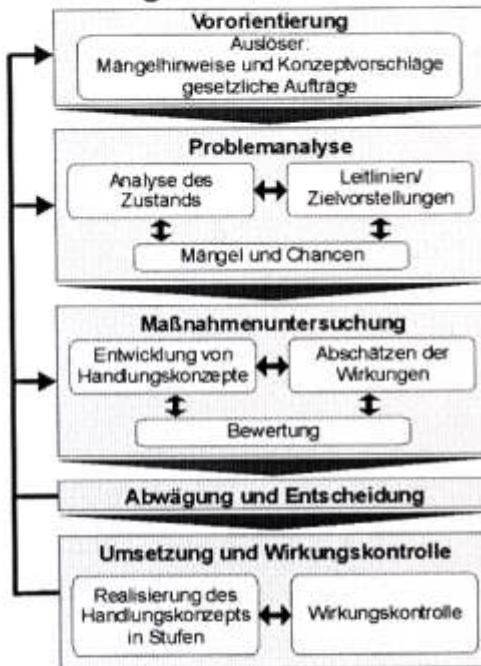 Vororientierung
Auslöser:
Mängelhinweise und Konzeptvorschläge
gesetzliche Aufträge
Problemanalyse
Analyse des
Zustands
Leitlinien/
Zielvorstellungen
Mängel und Chancen
Maßnahmenuntersuchung
Entwicklung von
Handlungskonzepte
Abschätzen der
Wirkungen
Bewertung
Abwägung und Entscheidung
Umsetzung und Wirkungskontrolle
Realisierung des
Handlungskonzepts
in Stufen
Wirkungskontrolle